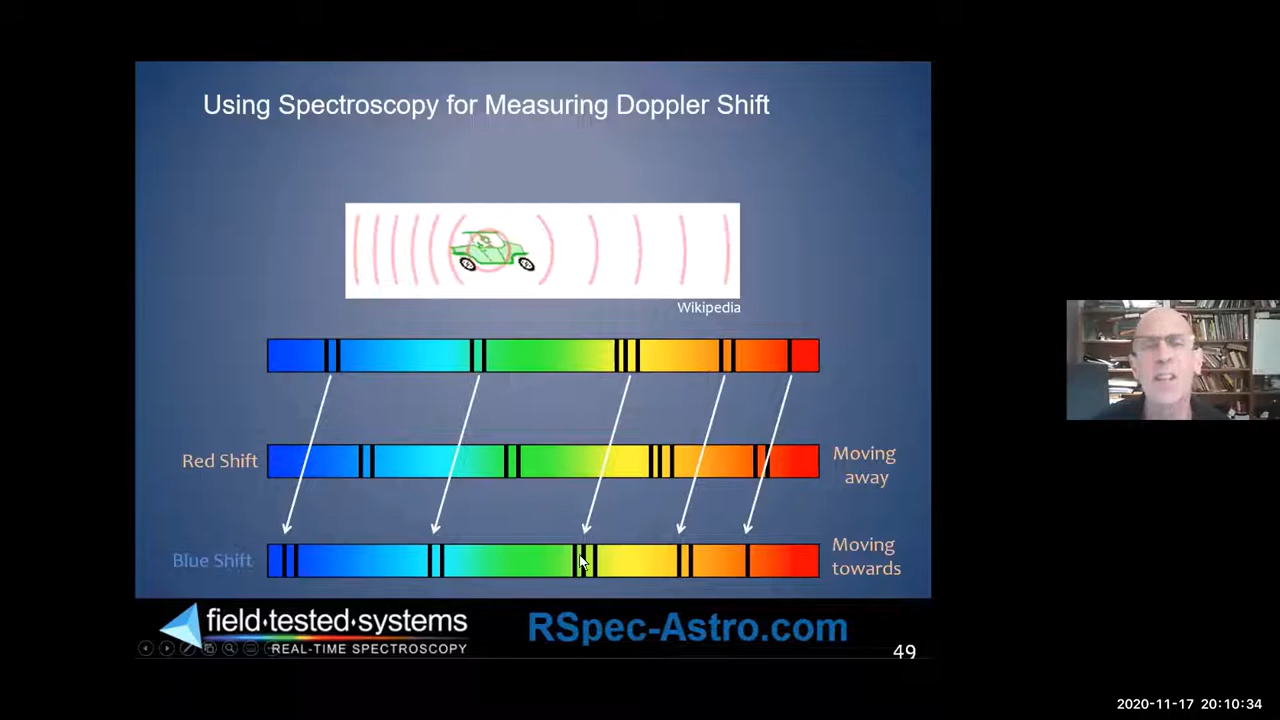 Using Spectroscopy for Measuring Doppler Shift
Wikipedia
Red Shift
Moving
away
Blue Shift
Moving
towards
field·tested·systems
REAL-TIME SPECTROSCOPY
RSpec-Astro.com
49
2020-11-17 20:10:34